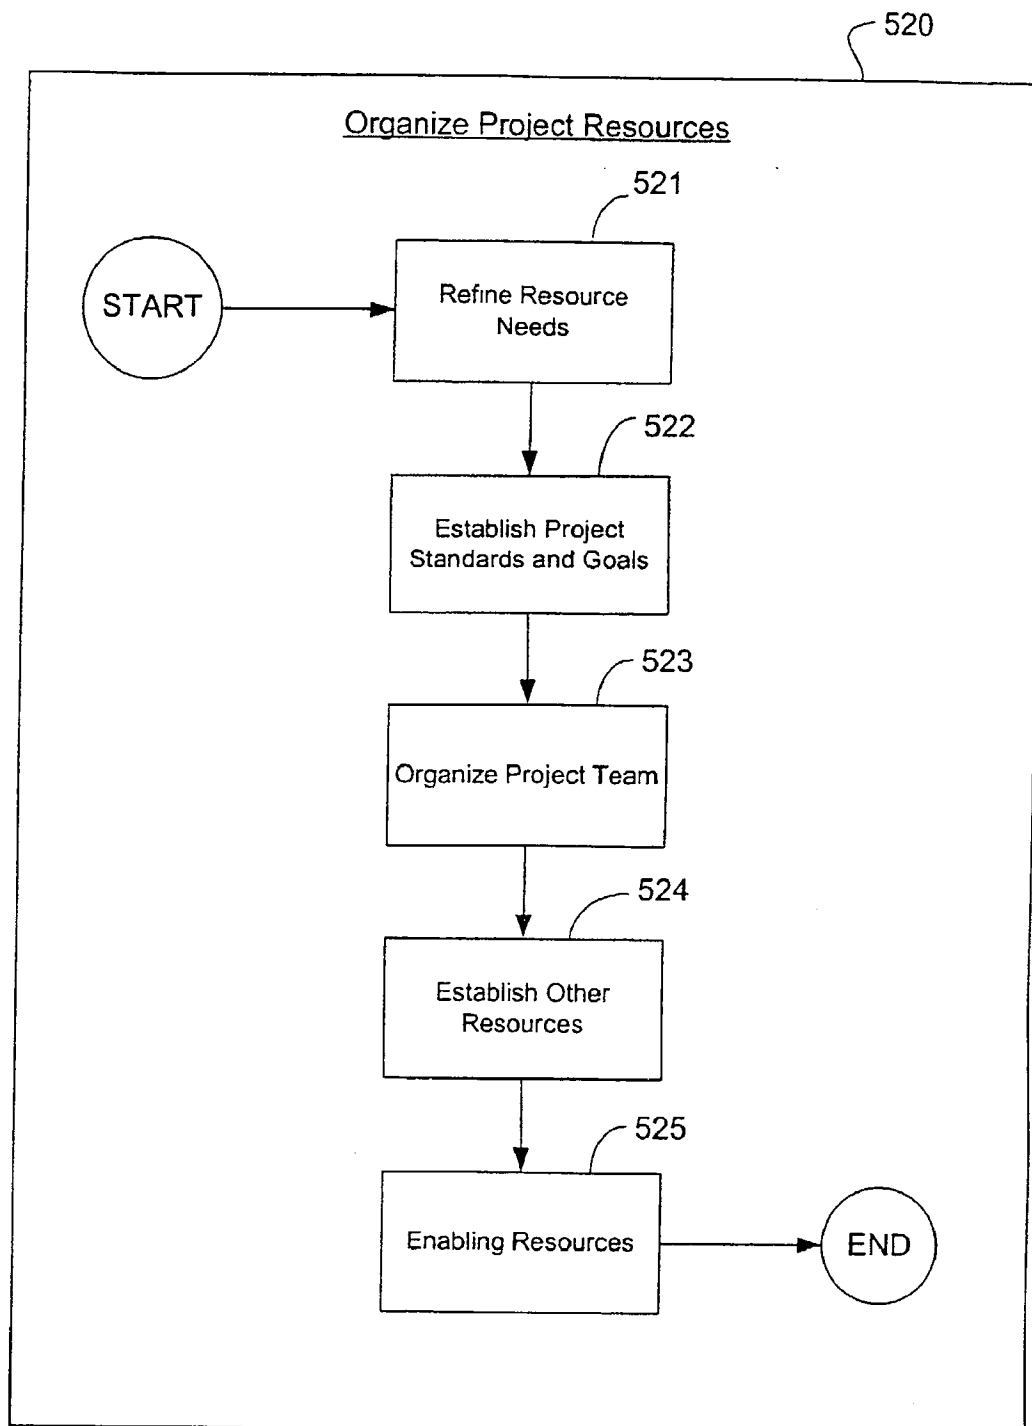 520
Organize Project Resources
521
START
Refine Resource
Needs
522
Establish Project
Standards and Goals
523
Organize Project Team
524
Establish Other
Resources
525
Enabling Resources
END